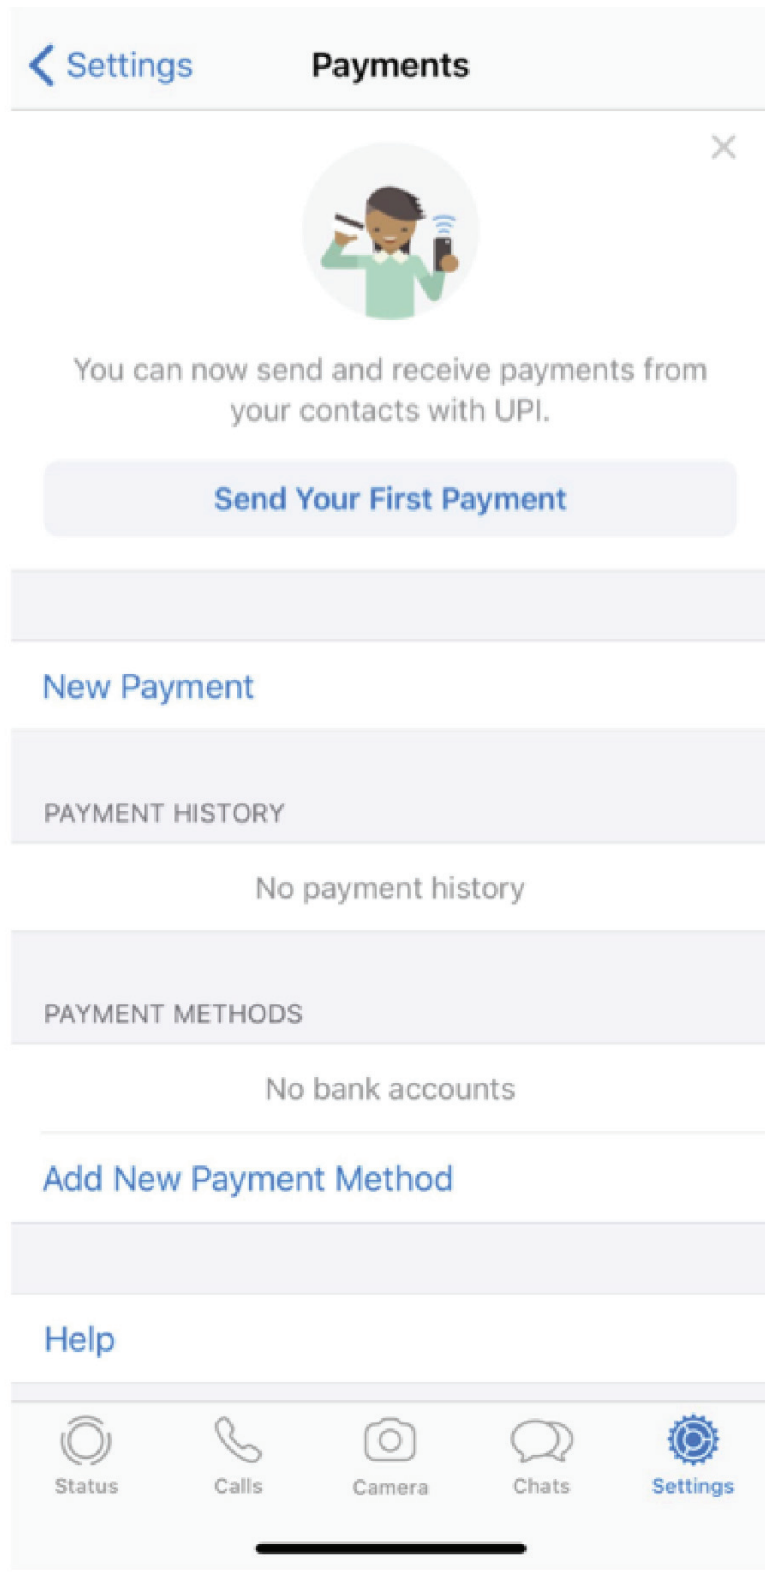 Settings
Payments
You can now send and receive payments from
your contacts with UPI.
Send Your First Payment
New Payment
PAYMENT HISTORY
No payment history
PAYMENT METHODS
No bank accounts
Add New Payment Method
Help
Status Calls Camera Chats Settings